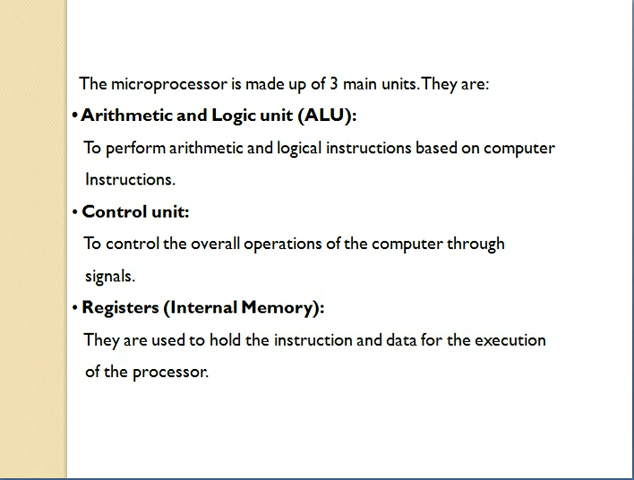 The microprocessor is made up of 3 main units. They are:
• Arithmetic and Logic unit (ALU):
To perform arithmetic and logical instructions based on computer
Instructions.
• Control unit:
To control the overall operations of the computer through
signals.
• Registers (Internal Memory):
They are used to hold the instruction and data for the execution
of the processor.